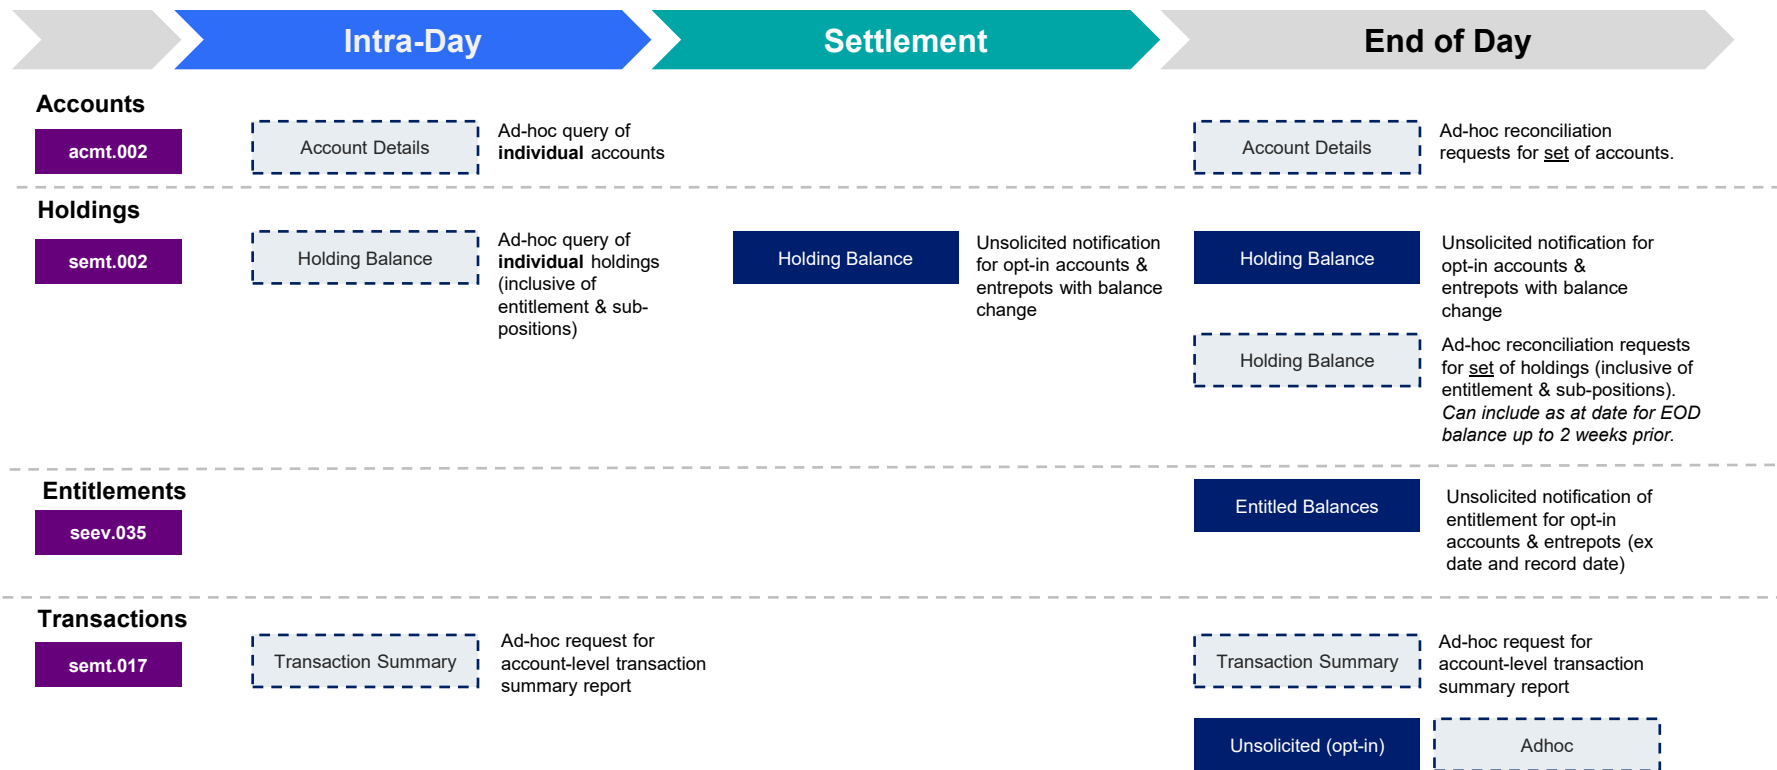 Intra-Day
Settlement
End of Day
Accounts
acmt.002
Account Details
Ad-hoc query of
individual accounts
Account Details
Ad-hoc reconciliation
requests for set of accounts.
Holdings
semt.002
Holding Balance
Ad-hoc query of
individual holdings
(inclusive of
entitlement & sub-
positions)
Holding Balance
Unsolicited notification
for opt-in accounts &
entrepots with balance
change
Holding Balance
Unsolicited notification for
opt-in accounts &
entrepots with balance
change
Holding Balance
Ad-hoc reconciliation requests
for set of holdings (inclusive of
entitlement & sub-positions).
Can include as at date for EOD
balance up to 2 weeks prior.
Entitlements
seev.035
Entitled Balances
Unsolicited notification of
entitlement for opt-in
accounts & entrepots (ex
date and record date)
Transactions
semt.017
Transaction Summary
Ad-hoc request for
account-level transaction
summary report
Transaction Summary
Ad-hoc request for
account-level transaction
summary report
Unsolicited (opt-in)
Adhoc